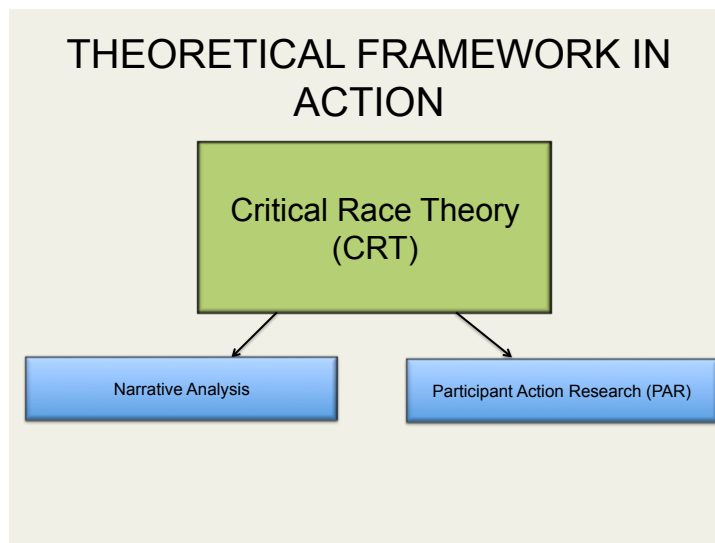 THEORETICAL FRAMEWORK IN
ACTION
Critical Race Theory
(CRT)
Narrative Analysis
Participant Action Research (PAR)